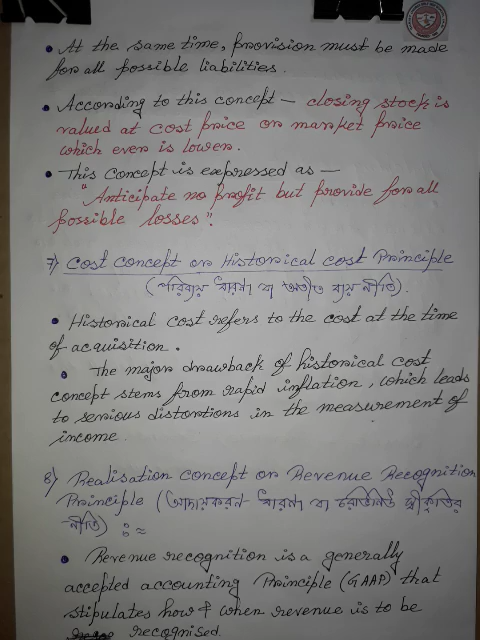 • At the same time, provision must be made
for all possible liabilities.
• According to this concept — closing stock is
valued at cost price or market price
which ever is lower.
• This concept is expressed as —
"Anticipate no profit but provide for all
possible losses".
7) Cost concept or Historical cost Principle
(পরিব্যয় ধারণা বা অতীত ব্যয় নীতি).
• Historical cost refers to the cost at the time
of acquisition.
• The major drawback of historical cost
concept stems from rapid inflation, which leads
to serious distortions in the measurement of
income.
8) Realisation concept or Revenue Recognition
Principle (আদায়করণ ধারণা বা স্বীকৃতির
নীতি) :≈
• Revenue recognition is a generally
accepted accounting Principle (GAAP) that
stipulates how & when revenue is to be
recognised.